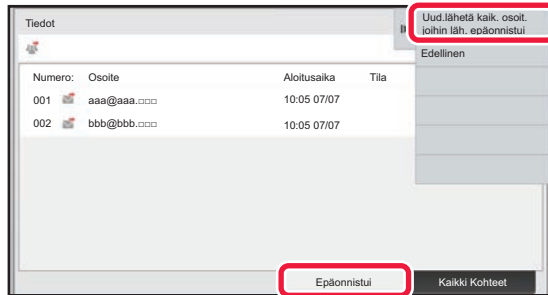 Tiedot
Uud.lähetä kaik. osoit.
joihin läh. epäonnistui
Edellinen
Numero: Osoite Aloitusaika Tila
001 aaa@aaa.□□□ 10:05 07/07
002 bbb@bbb.□□□ 10:05 07/07
Epäonnistui Kaikki Kohteet